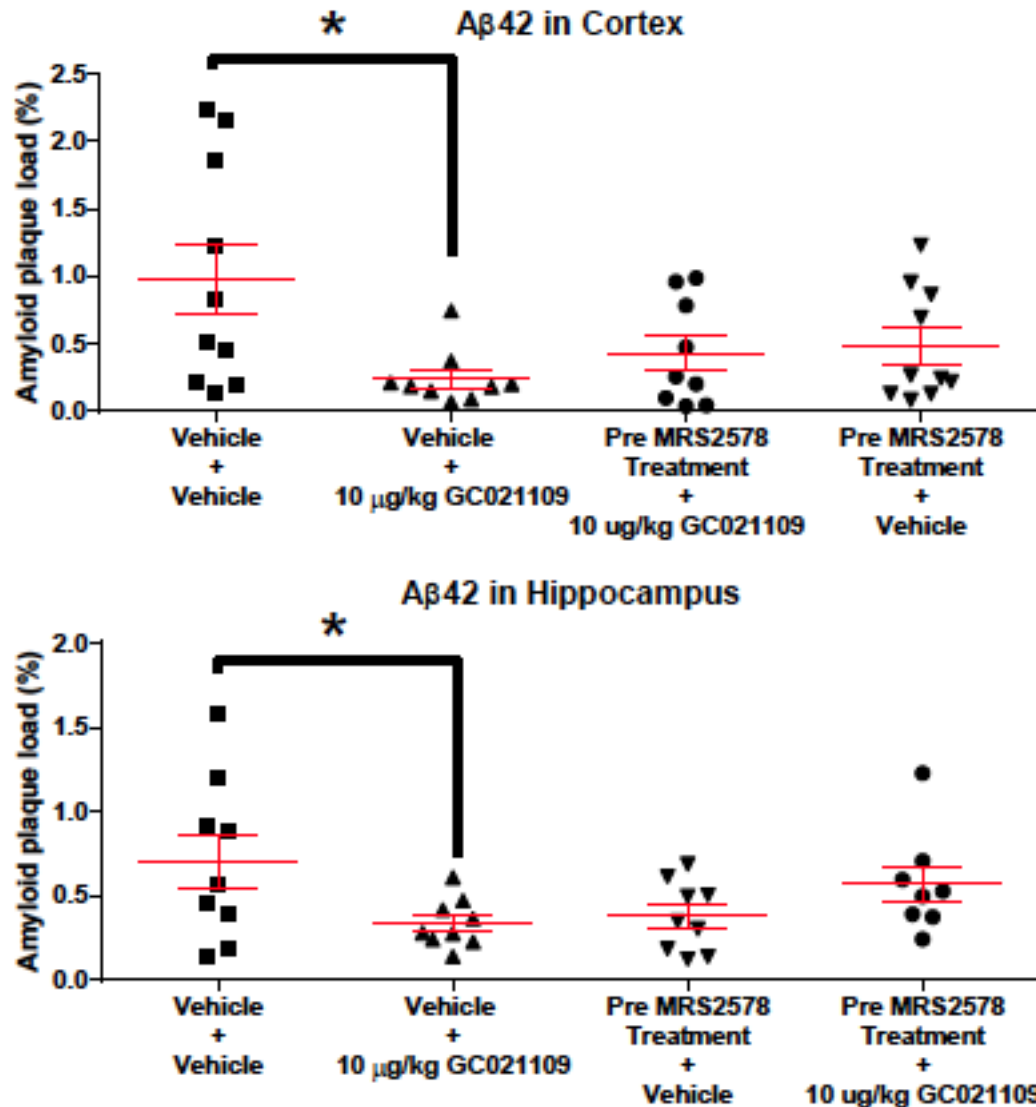 * Aβ42 in Cortex
Amyloid plaque load (%)
2.5
2.0
1.5
1.0
0.5
0.0
Vehicle
+
Vehicle
Vehicle
+
10 μg/kg GC021109
Pre MRS2578
Treatment
+
10 ug/kg GC021109
Pre MRS2578
Treatment
+
Vehicle
Aβ42 in Hippocampus
*
Amyloid plaque load (%)
2.0
1.5
1.0
0.5
0.0
Vehicle
+
Vehicle
Vehicle
+
10 μg/kg GC021109
Pre MRS2578
Treatment
+
Vehicle
Pre MRS2578
Treatment
+
10 ug/kg GC021109